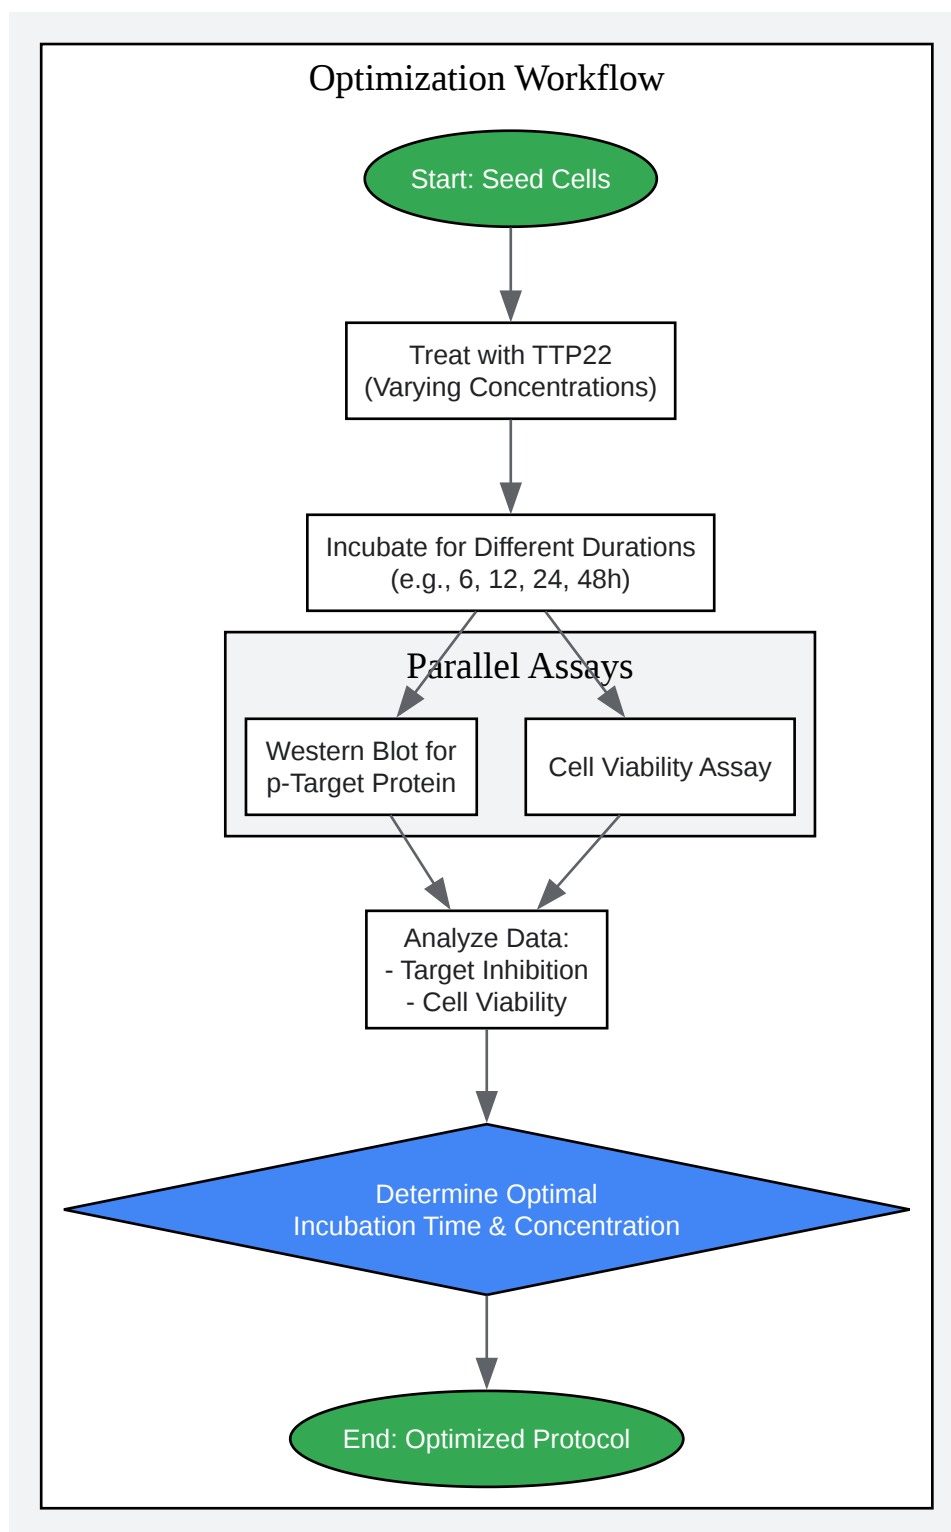 Optimization Workflow
Start: Seed Cells
Treat with TTP22
(Varying Concentrations)
Incubate for Different Durations
(e.g., 6, 12, 24, 48h)
Parallel Assays
Western Blot for
p-Target Protein
Cell Viability Assay
Analyze Data:
- Target Inhibition
- Cell Viability
Determine Optimal
Incubation Time & Concentration
End: Optimized Protocol